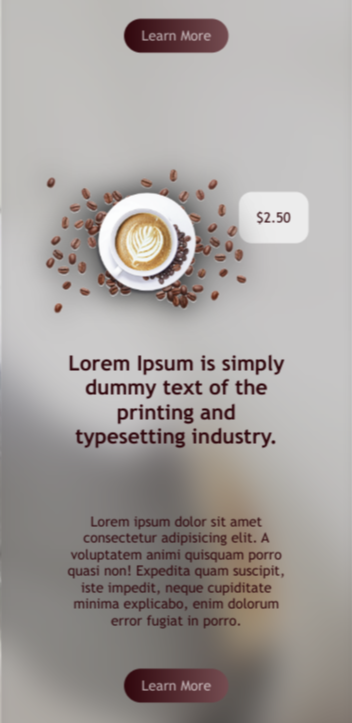 Learn More
$2.50
Lorem Ipsum is simply
dummy text of the
printing and
typesetting industry.
Lorem ipsum dolor sit amet
consectetur adipisicing elit. A
voluptatem animi quisquam porro
quasi non! Expedita quam suscipit,
iste impedit, neque cupiditate
minima explicabo, enim dolorum
error fugiat in porro.
Learn More